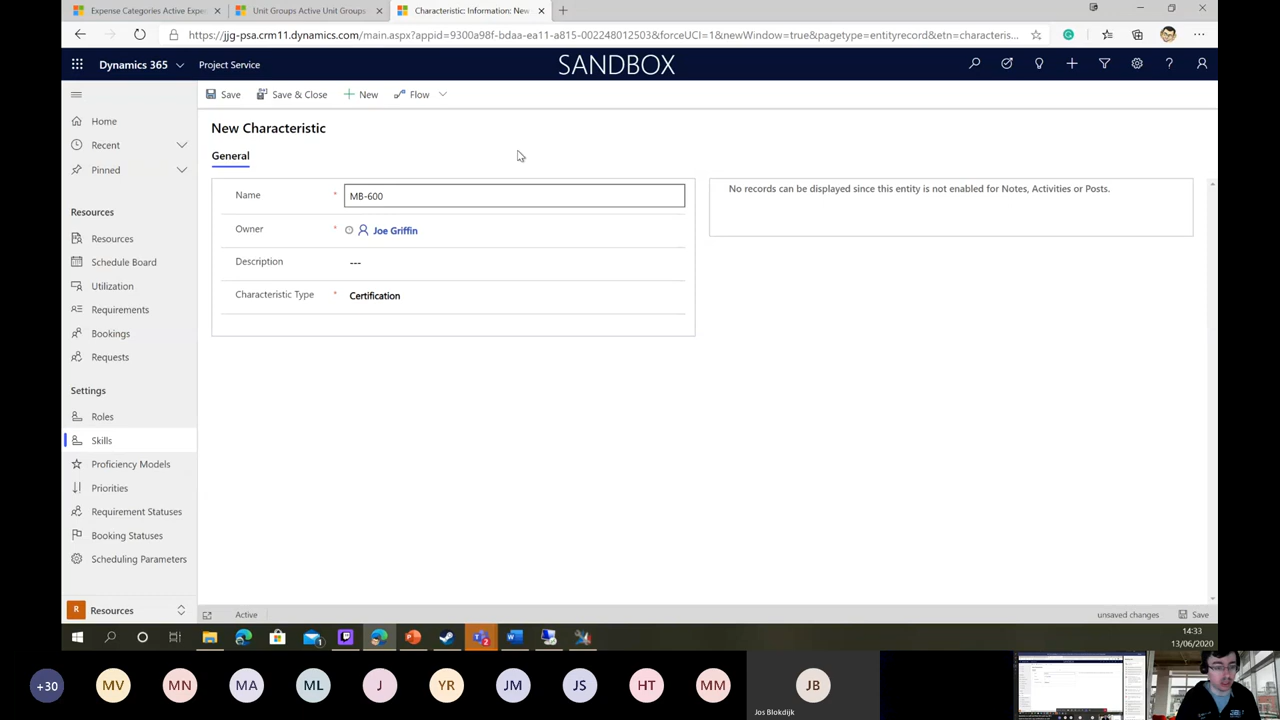 Expense Categories Active Expe
Unit Groups Active Unit Groups
Characteristic: Information: New
https://jjg-psa.crm11.dynamics.com/main.aspx?appid=930fa98f-bdaa-ea11-a815-002248012503&forceUCI=1&newWindow=true&pagetype=entityrecord&etn=characteris...
Dynamics 365
Project Service
SANDBOX
Save
Save & Close
New
Flow
Home
Recent
Pinned
Resources
Resources
Schedule Board
Utilization
Requirements
Bookings
Requests
Settings
Roles
Skills
Proficiency Models
Priorities
Requirement Statuses
Booking Statuses
Scheduling Parameters
R Resources
New Characteristic
General
Name * MB-600
Owner * Joe Griffin
Description ---
Characteristic Type * Certification
No records can be displayed since this entity is not enabled for Notes, Activities or Posts.
Active
unsaved changes
Save
14:33
13/06/2020
+30 MV MN MA ML J R JM JS HT MM JB
Jos Blokdijk